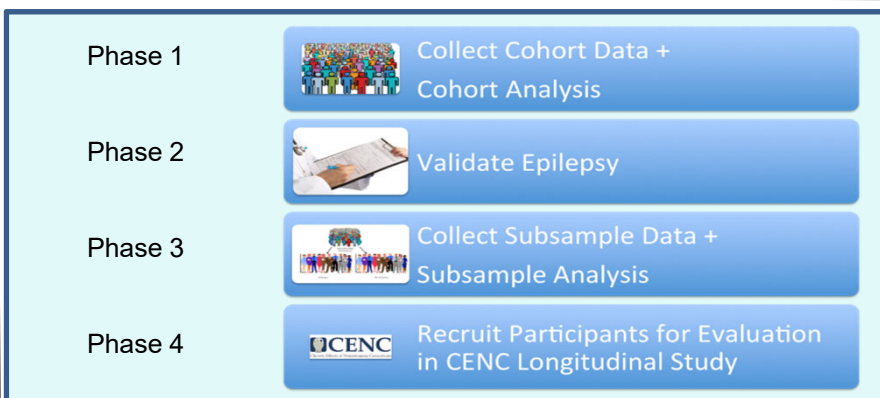 Phase 1
Collect Cohort Data +
Cohort Analysis
Phase 2
Validate Epilepsy
Phase 3
Collect Subsample Data +
Subsample Analysis
Phase 4
CENC
Recruit Participants for Evaluation
in CENC Longitudinal Study